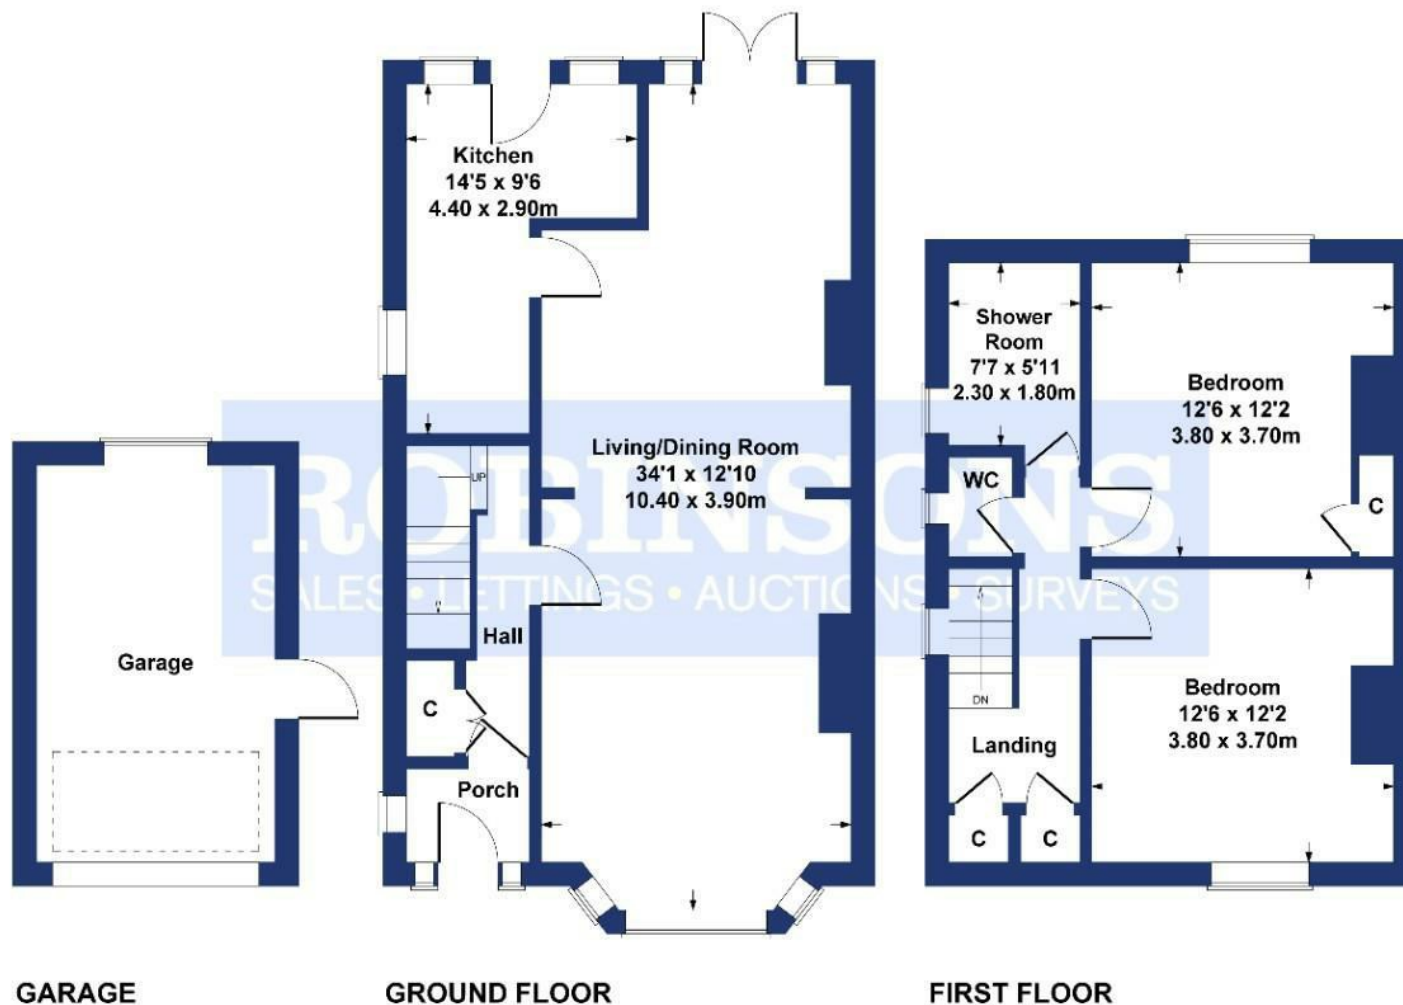 Kitchen
14'5 x 9'6
4.40 x 2.90m
Living/Dining Room
34'1 x 12'10
10.40 x 3.90m
UP
Hall
C
Porch
Garage
Shower
Room
7'7 x 5'11
2.30 x 1.80m
WC
Bedroom
12'6 x 12'2
3.80 x 3.70m
C
Bedroom
12'6 x 12'2
3.80 x 3.70m
DN
Landing
C
C
ROBINSONS
SALES • LETTINGS • AUCTIONS • SURVEYS
GARAGE
GROUND FLOOR
FIRST FLOOR